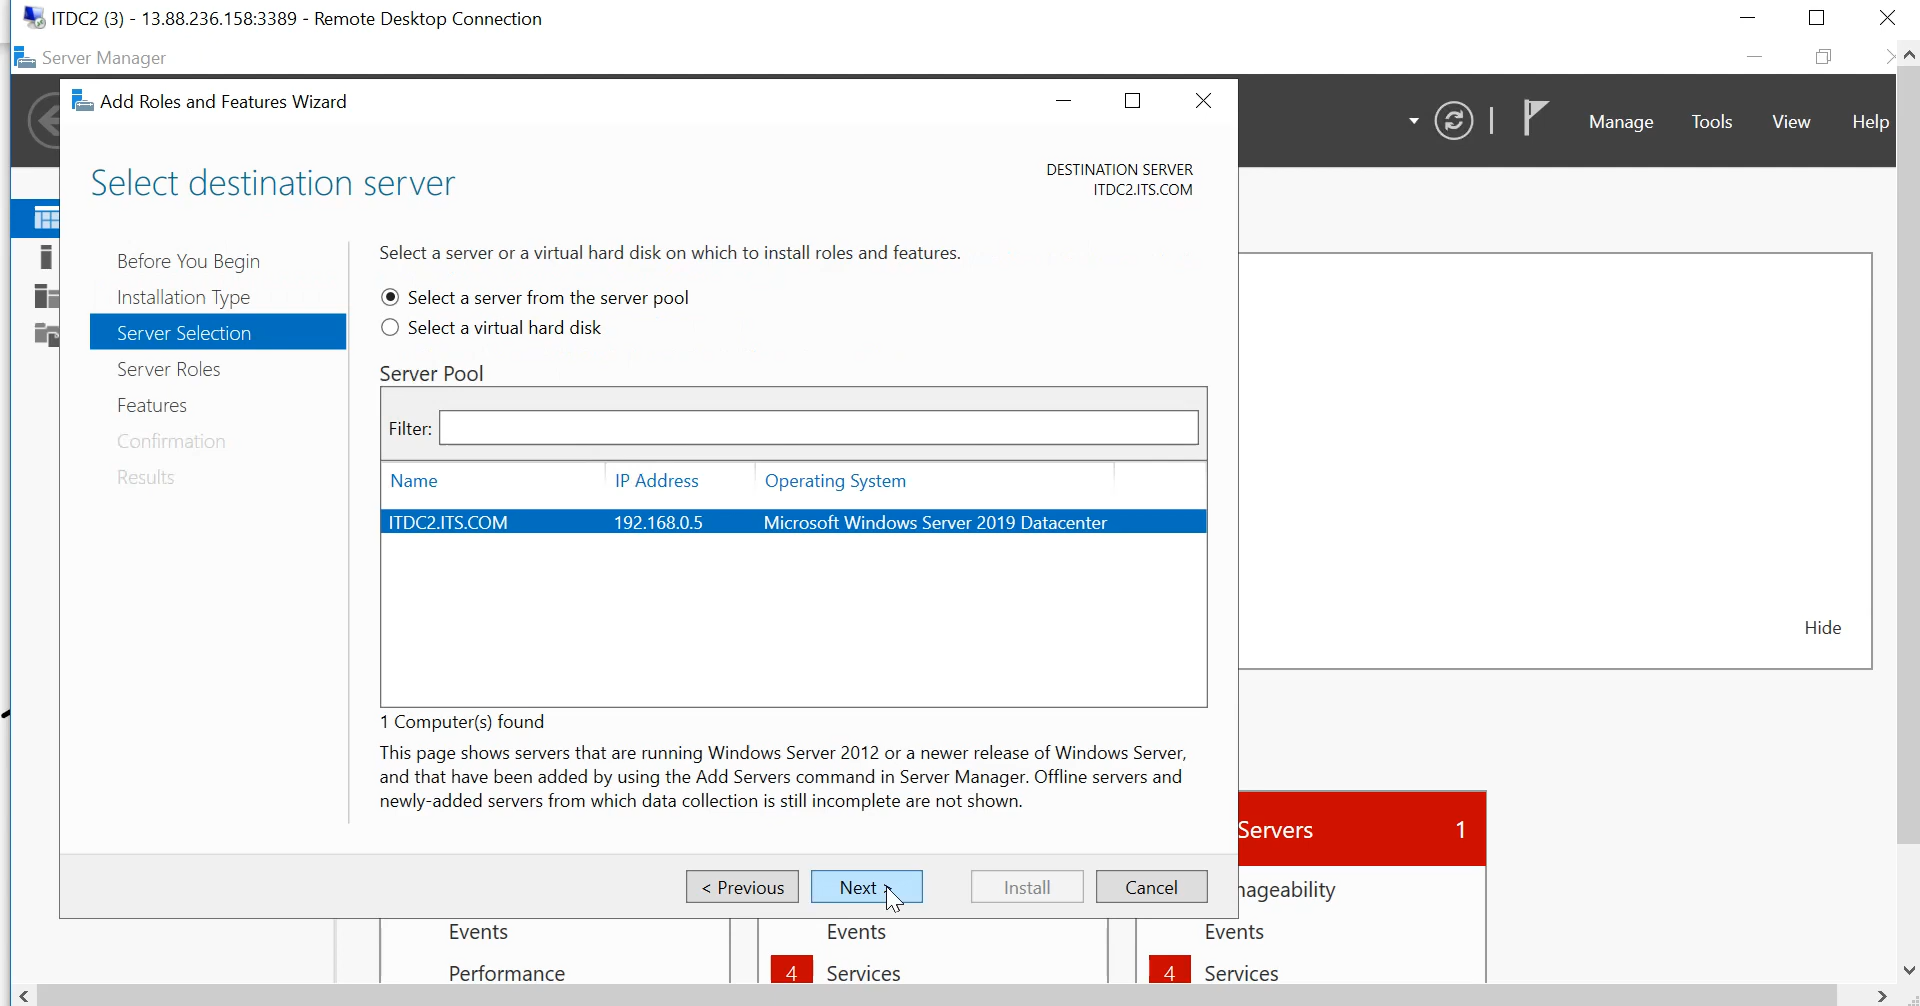 ITDC2 (3) - 13.88.236.158:3389 - Remote Desktop Connection
Server Manager
Add Roles and Features Wizard
Manage Tools View Help
Select destination server
DESTINATION SERVER
ITDC2.ITS.COM
Before You Begin
Installation Type
Server Selection
Server Roles
Features
Confirmation
Results
Select a server or a virtual hard disk on which to install roles and features.
Select a server from the server pool
Select a virtual hard disk
Server Pool
Filter:
Name IP Address Operating System
ITDC2.ITS.COM 192.168.0.5 Microsoft Windows Server 2019 Datacenter
1 Computer(s) found
This page shows servers that are running Windows Server 2012 or a newer release of Windows Server,
and that have been added by using the Add Servers command in Server Manager. Offline servers and
newly-added servers from which data collection is still incomplete are not shown.
< Previous Next > Install Cancel
Hide
Servers 1
nageability
Events Events Events
Performance 4 Services 4 Services